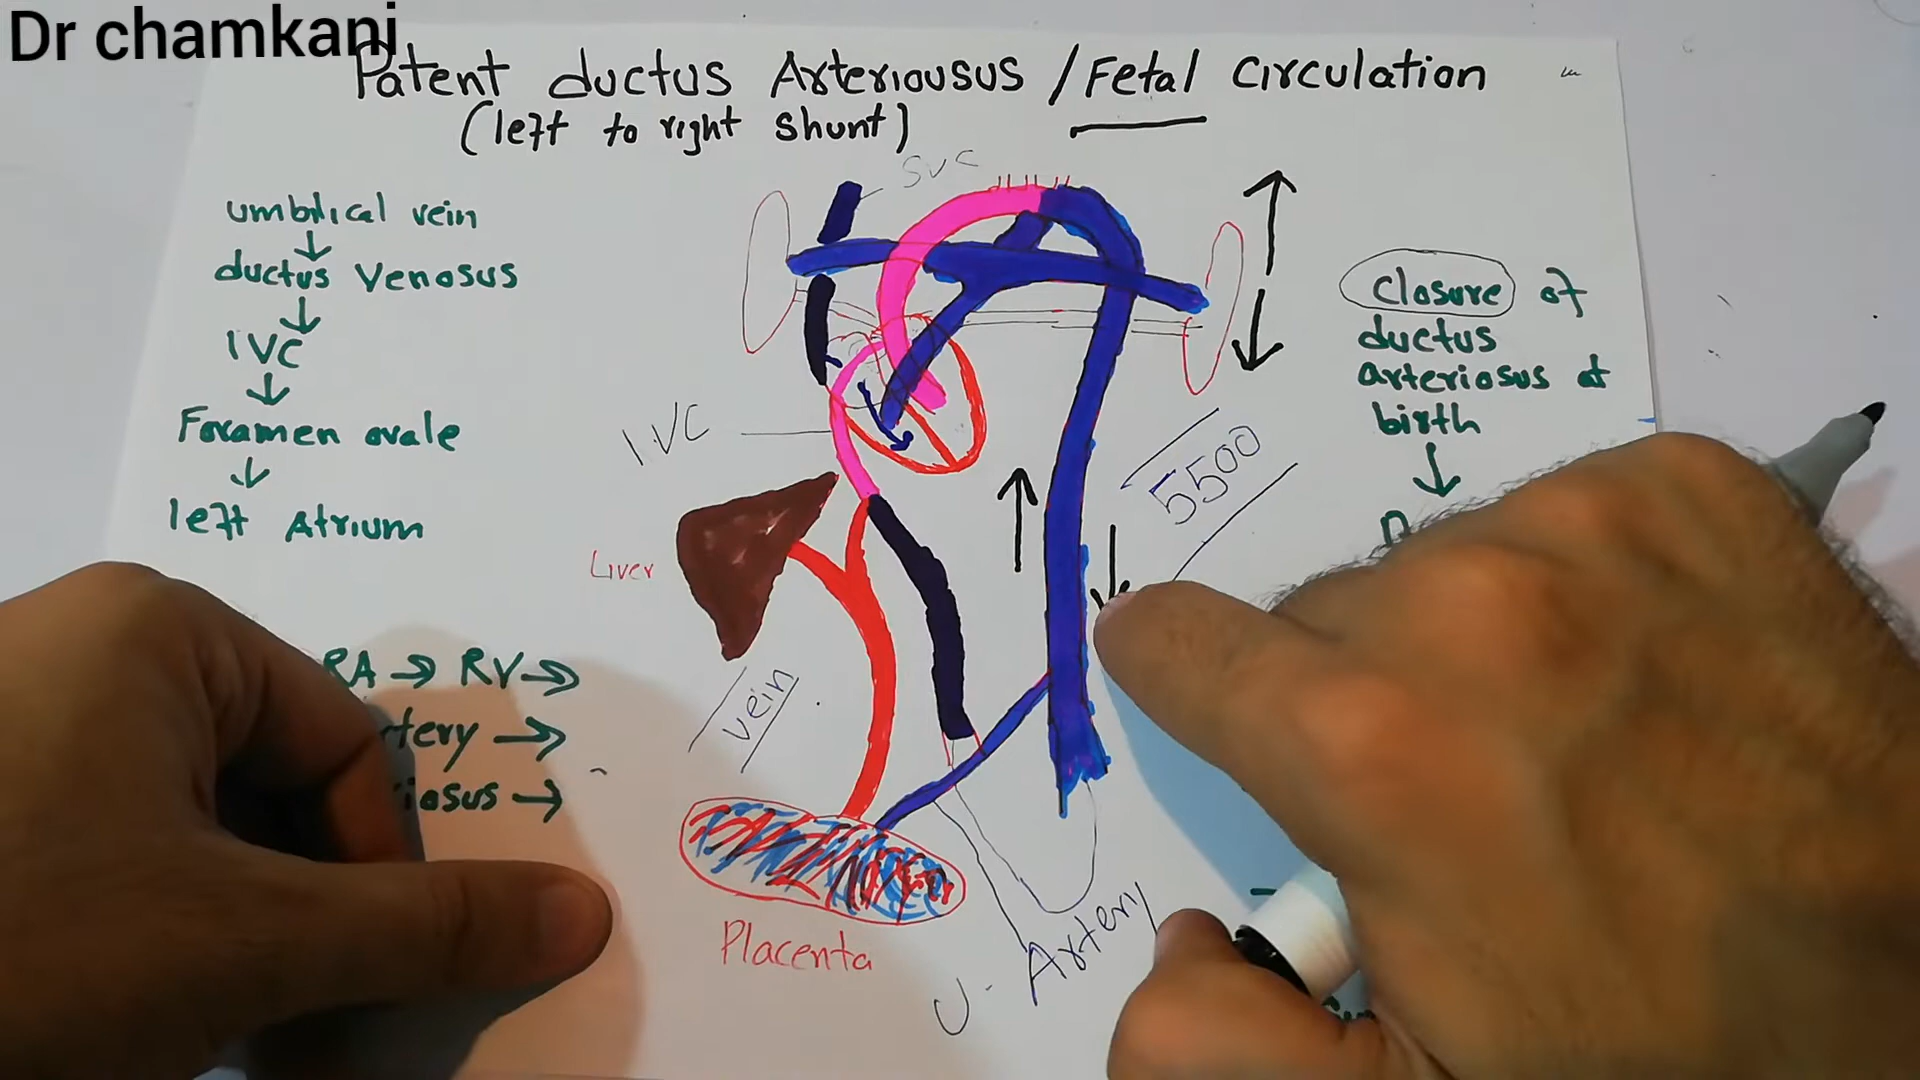 Dr chamkani
Patent ductus Arteriousus / Fetal circulation
(left to right shunt)
SVC
umbilical vein
ductus Venosus
IVC
Foramen ovale
left Atrium
closure of
ductus
arteriosus at
birth
IVC
5500
Liver
vein
RA → RV →
→
→
Placenta
U. Artery